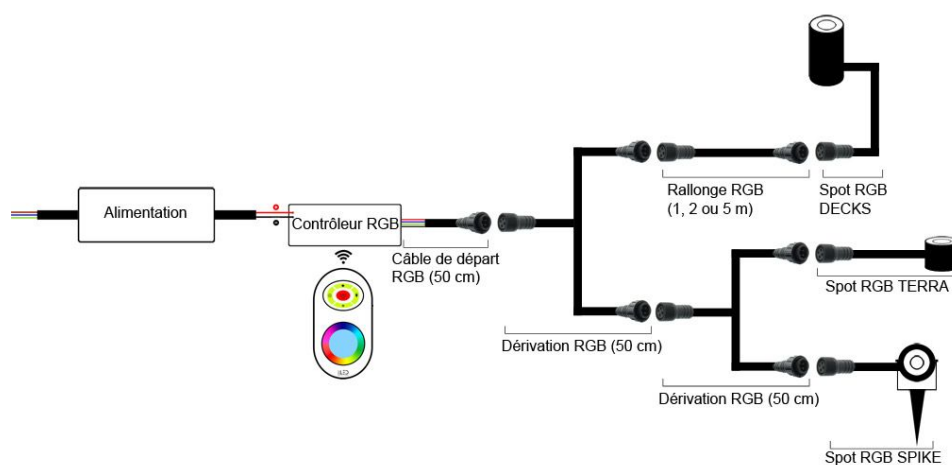 Alimentation
Contrôleur RGB
Câble de départ
RGB (50 cm)
Rallonge RGB
(1, 2 ou 5 m)
Spot RGB
DECKS
Spot RGB TERRA
Dérivation RGB (50 cm)
Dérivation RGB (50 cm)
Spot RGB SPIKE